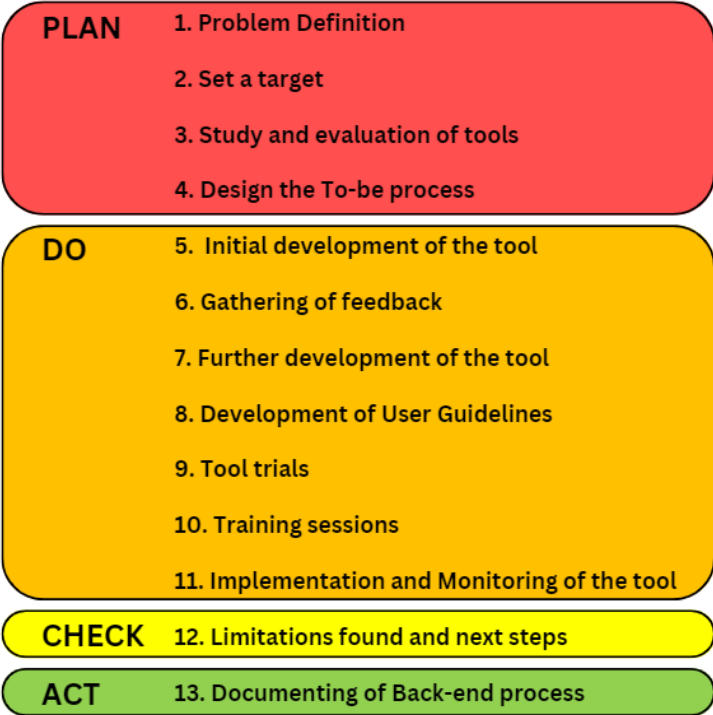 PLAN 1. Problem Definition
2. Set a target
3. Study and evaluation of tools
4. Design the To-be process
DO 5. Initial development of the tool
6. Gathering of feedback
7. Further development of the tool
8. Development of User Guidelines
9. Tool trials
10. Training sessions
11. Implementation and Monitoring of the tool
CHECK 12. Limitations found and next steps
ACT 13. Documenting of Back-end process